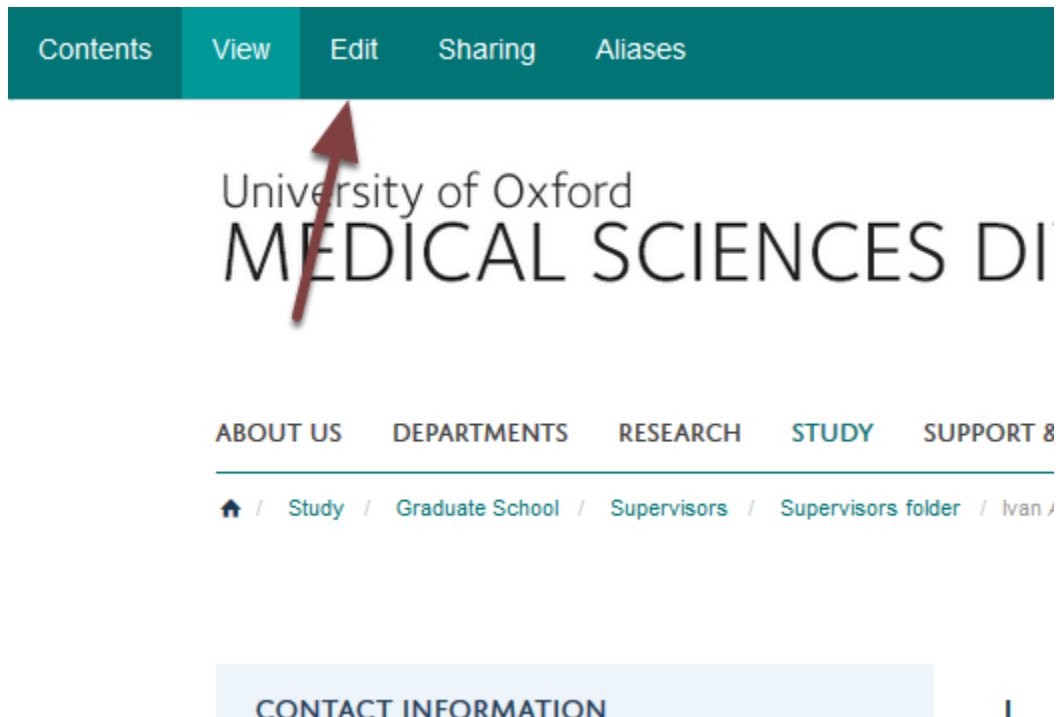 Contents View Edit Sharing Aliases
University of Oxford
MEDICAL SCIENCES
ABOUT US DEPARTMENTS RESEARCH STUDY SUPPORT &
/ Study / Graduate School / Supervisors / Supervisors folder / Ivan
CONTACT INFORMATION